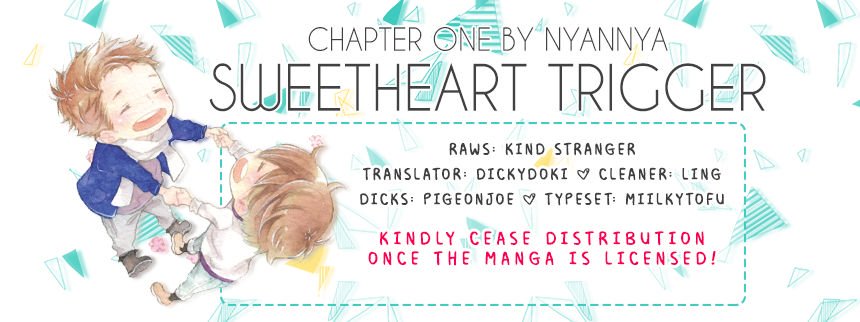 CHAPTER ONE BY NYANNYA
SWEETHEART TRIGGER
RAWS: KIND STRANGER
TRANSLATOR: DICKYDOKI ♡ CLEANER: LING
DICKS: PIGEONJOE ♡ TYPESET: MIILKYTOFU
KINDLY CEASE DISTRIBUTION
ONCE THE MANGA IS LICENSED!